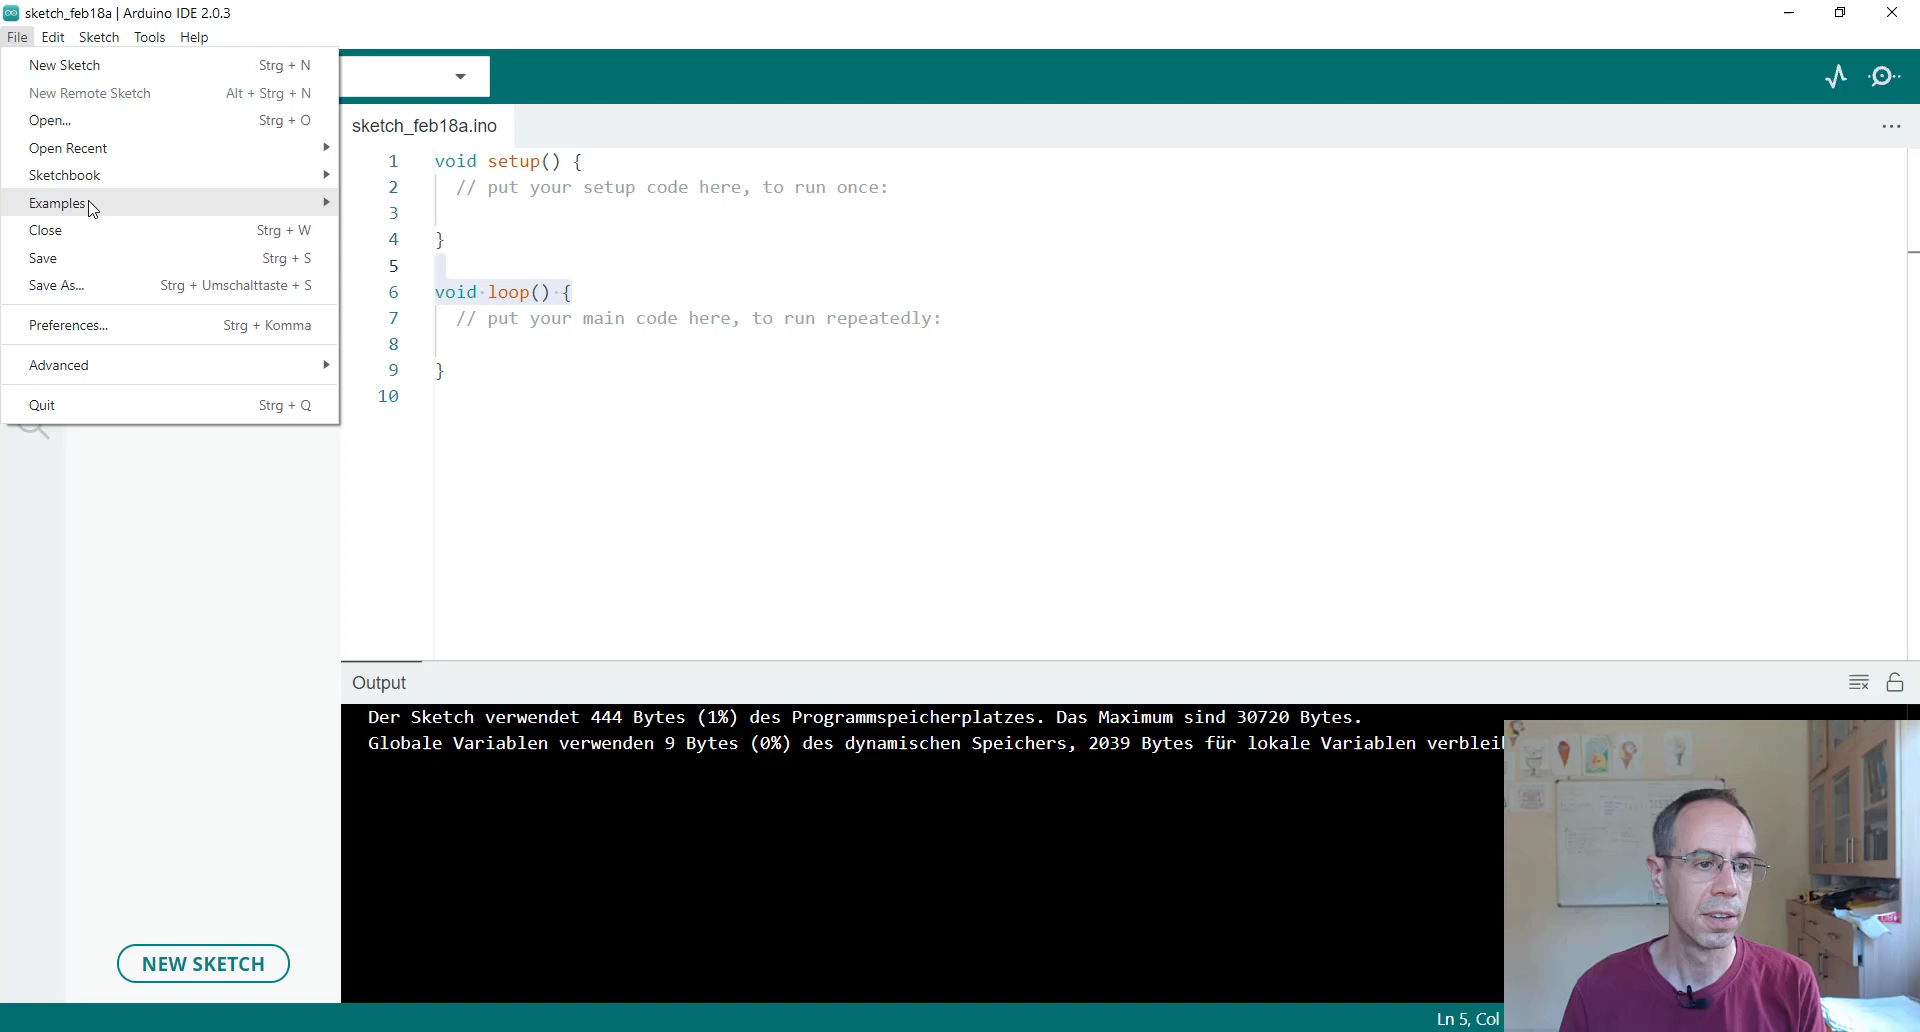 sketch_feb18a | Arduino IDE 2.0.3
File Edit Sketch Tools Help
New Sketch Strg + N
New Remote Sketch Alt + Strg + N
Open... Strg + O
Open Recent
Sketchbook
Examples
Close Strg + W
Save Strg + S
Save As... Strg + Umschalttaste + S
Preferences... Strg + Komma
Advanced
Quit Strg + Q
NEW SKETCH
sketch_feb18a.ino
1 void setup() {
2 // put your setup code here, to run once:
3
4 }
5
6 void loop() {
7 // put your main code here, to run repeatedly:
8
9 }
10
Output
Der Sketch verwendet 444 Bytes (1%) des Programmspeicherplatzes. Das Maximum sind 30720 Bytes.
Globale Variablen verwenden 9 Bytes (0%) des dynamischen Speichers, 2039 Bytes für lokale Variablen
Ln 5, Col